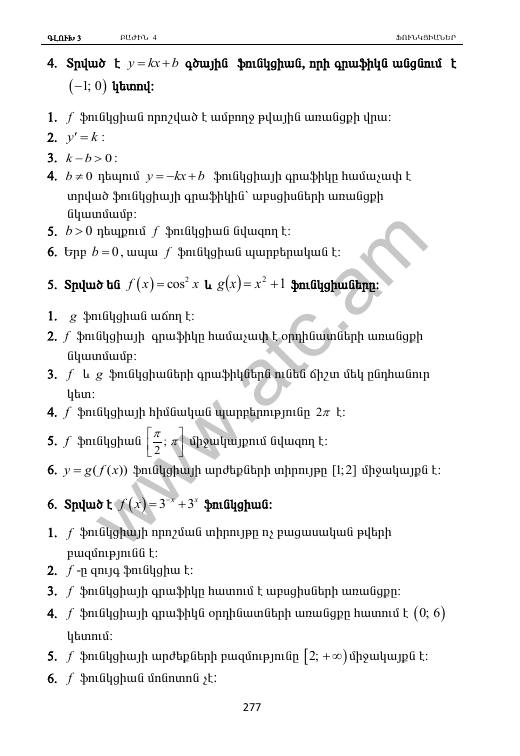 ԳԼՈՒԽ 3 ԲԱԺԻՆ 4 ՖՈՒՆԿՑԻԱՆԵՐ
4. Տրված է y = kx + b գծային ֆունկցիան, որի գրաֆիկն անցնում է
(−1; 0) կետով:
1. f ֆունկցիան որոշված է ամբողջ թվային առանցքի վրա:
2. y′ = k :
3. k − b > 0 :
4. b ≠ 0 դեպում y = −kx + b ֆունկցիայի գրաֆիկը համաչափ է
տրված ֆունկցիայի գրաֆիկին` աբսցիսների առանցքի
նկատմամբ:
5. b > 0 դեպքում f ֆունկցիան նվազող է:
6. Երբ b = 0, ապա f ֆունկցիան պարբերական է:
5. Տրված են f(x) = cos² x և g(x) = x² + 1 ֆունկցիաները:
1. g ֆունկցիան աճող է:
2. f ֆունկցիայի գրաֆիկը համաչափ է օրդինատների առանցքի
նկատմամբ:
3. f և g ֆունկցիաների գրաֆիկներն ունեն ճիշտ մեկ ընդհանուր
կետ:
4. f ֆունկցիայի հիմնական պարբերությունը 2π է:
5. f ֆունկցիան [π/2; π] միջակայքում նվազող է:
6. y = g(f(x)) ֆունկցիայի արժեքների տիրույթը [1;2] միջակայքն է:
6. Տրված է f(x) = 3⁻ˣ + 3ˣ ֆունկցիան:
1. f ֆունկցիայի որոշման տիրույթը ոչ բացասական թվերի
բազմությունն է:
2. f -ը զույգ ֆունկցիա է:
3. f ֆունկցիայի գրաֆիկը հատում է աբսցիսների առանցքը:
4. f ֆունկցիայի գրաֆիկն օրդինատների առանցքը հատում է (0; 6)
կետում:
5. f ֆունկցիայի արժեքների բազմությունը [2; +∞) միջակայքն է:
6. f ֆունկցիան մոնոտոն չէ:
277
www.atc.am